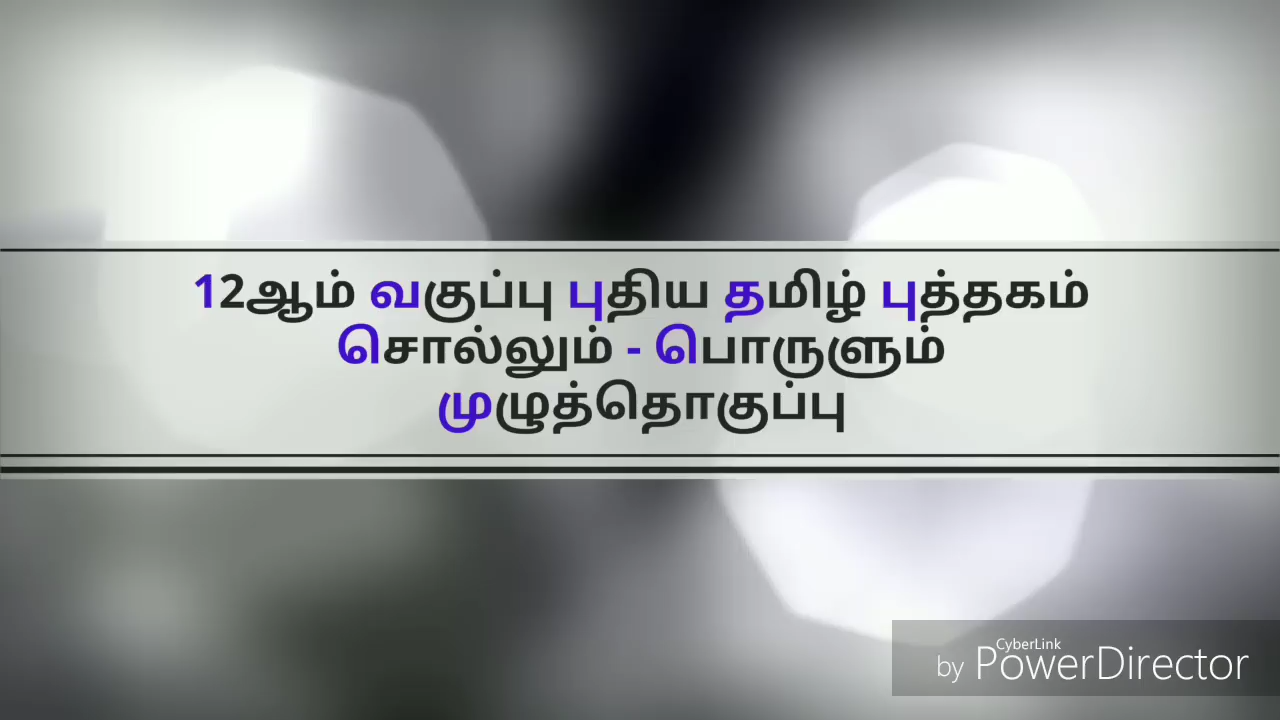 12ஆம் வகுப்பு புதிய தமிழ் புத்தகம்
சொல்லும் - பொருளும்
முழுத்தொகுப்பு
CyberLink
by PowerDirector